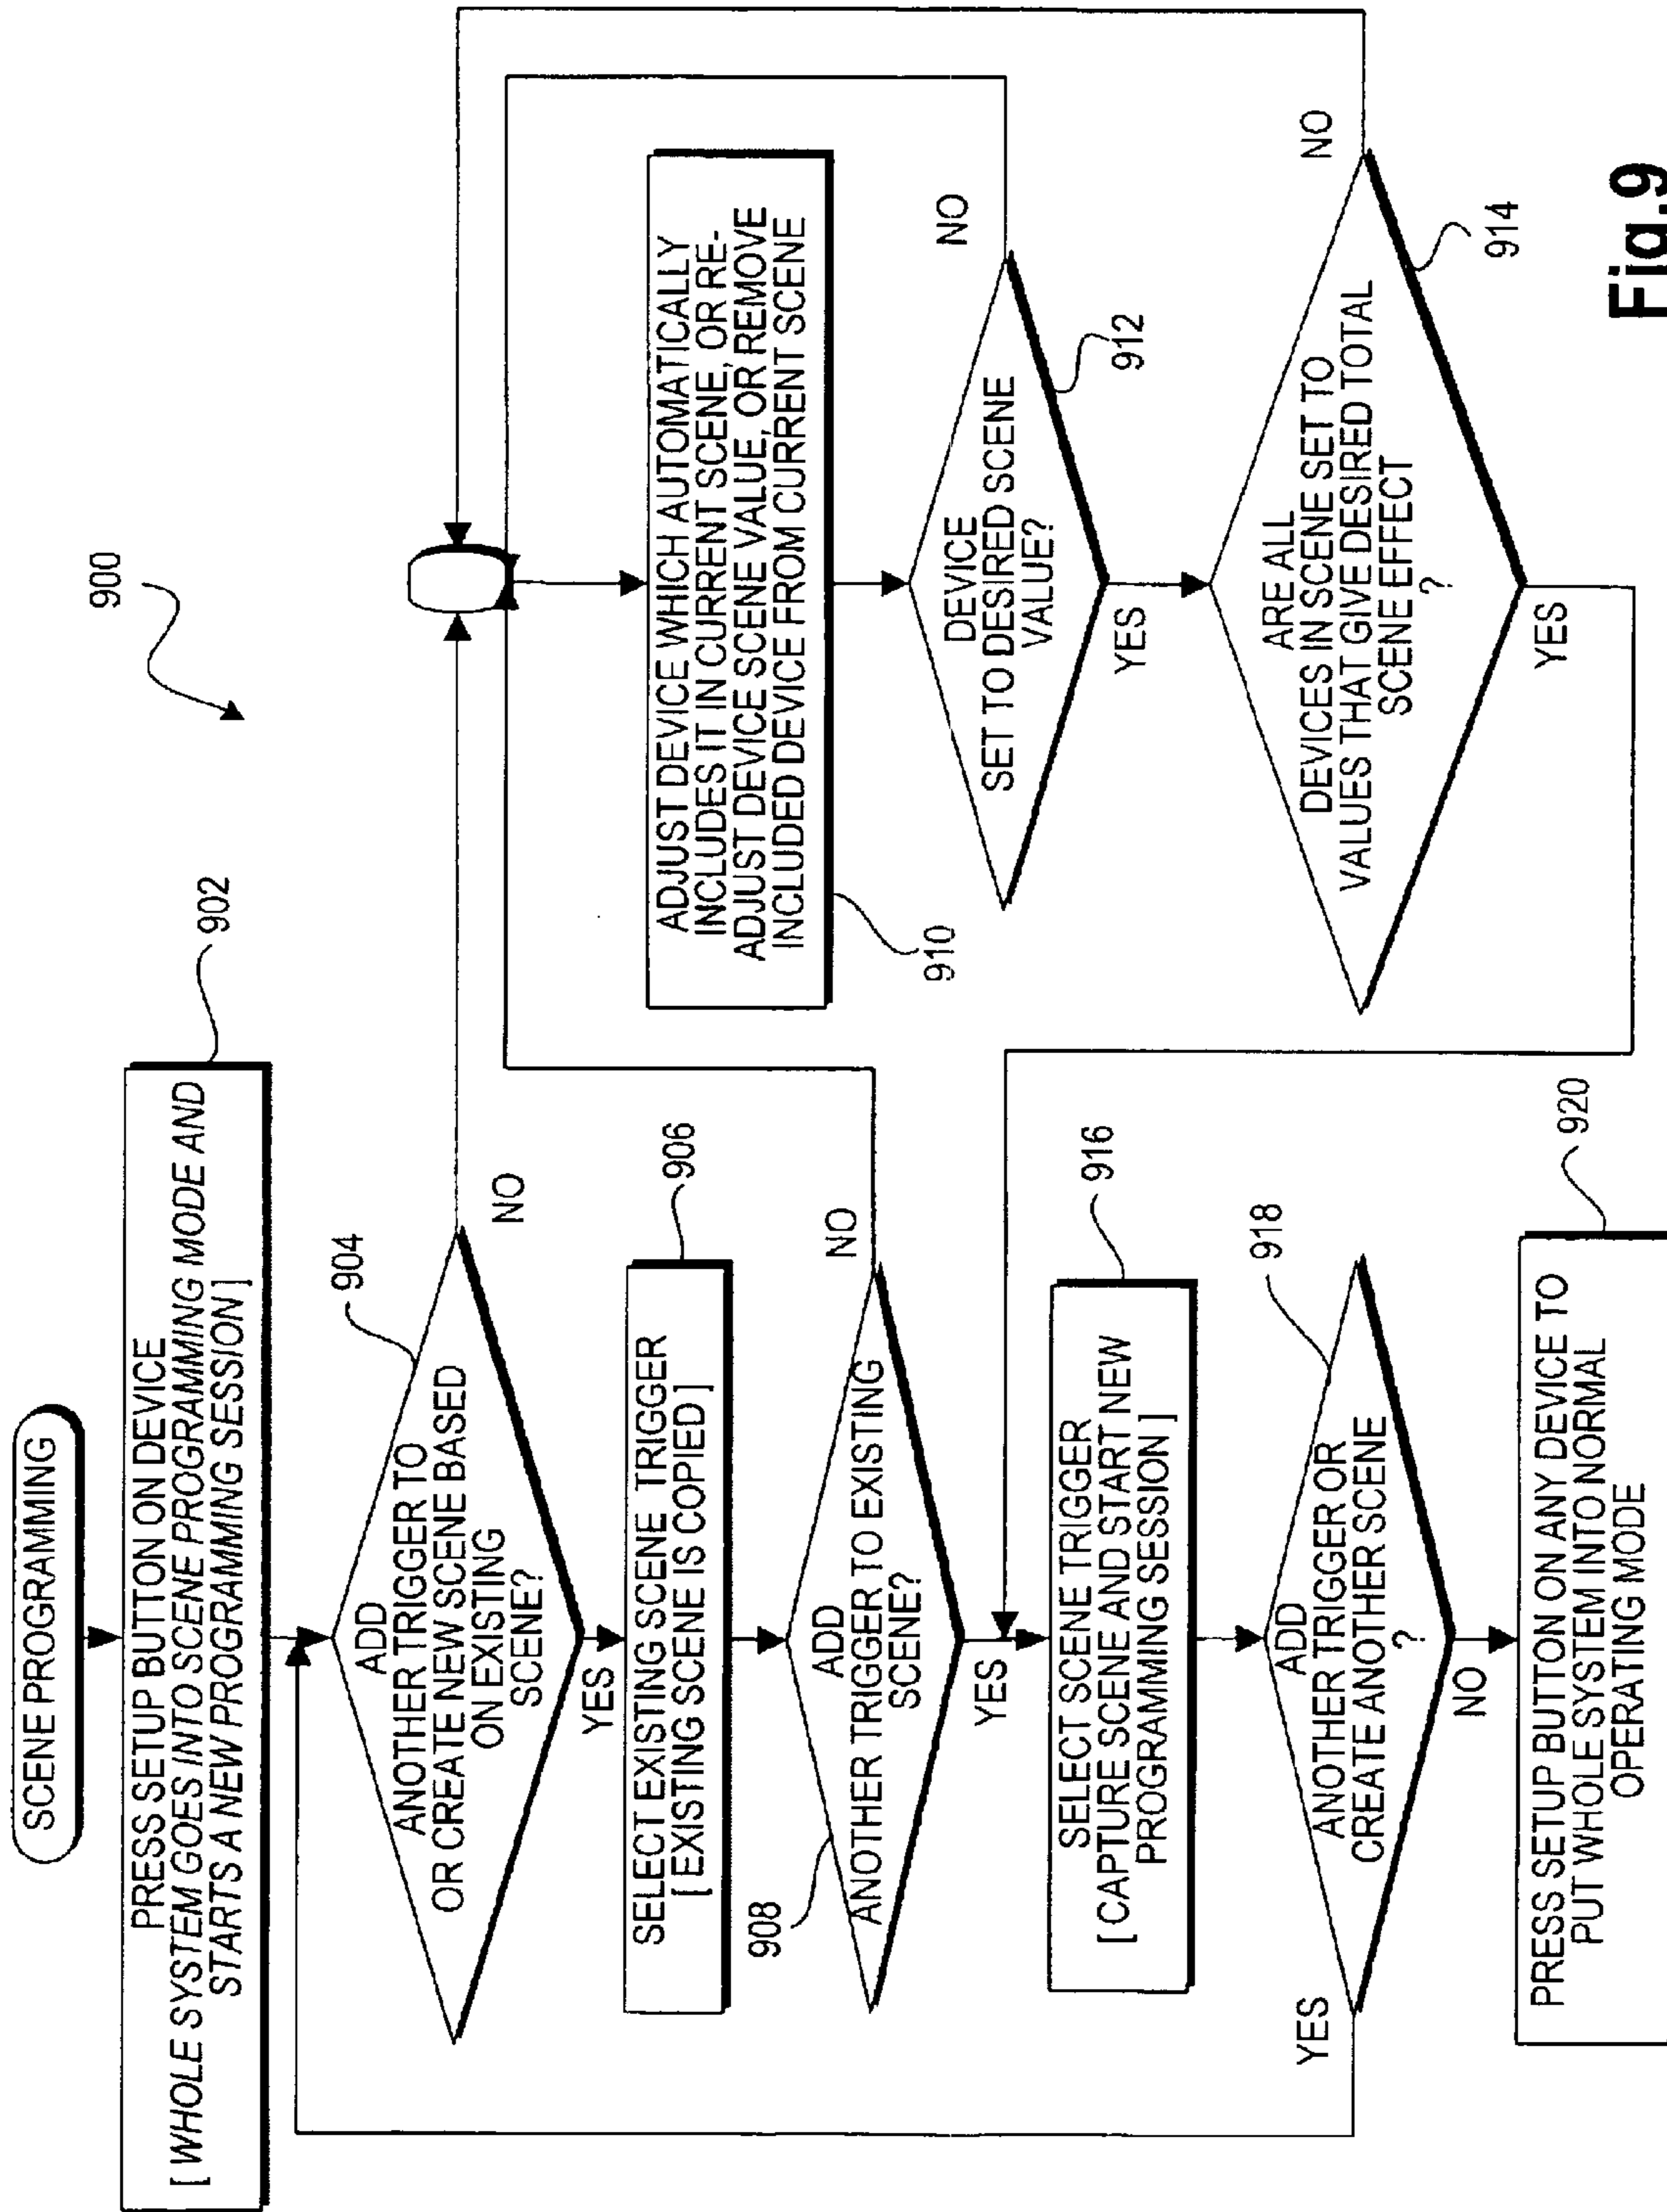 SCENE PROGRAMMING
PRESS SETUP BUTTON ON DEVICE
[ WHOLE SYSTEM GOES INTO SCENE PROGRAMMING MODE AND
STARTS A NEW PROGRAMMING SESSION ]
902
900
ADD
ANOTHER TRIGGER TO
OR CREATE NEW SCENE BASED
ON EXISTING
SCENE?
904
NO
YES
SELECT EXISTING SCENE TRIGGER
[ EXISTING SCENE IS COPIED ]
906
ADD
ANOTHER TRIGGER TO EXISTING
SCENE?
908
NO
YES
ADJUST DEVICE WHICH AUTOMATICALLY
INCLUDES IT IN CURRENT SCENE, OR RE-
ADJUST DEVICE SCENE VALUE, OR REMOVE
INCLUDED DEVICE FROM CURRENT SCENE
910
DEVICE
SET TO DESIRED SCENE
VALUE?
912
NO
YES
ARE ALL
DEVICES IN SCENE SET TO
VALUES THAT GIVE DESIRED TOTAL
SCENE EFFECT
?
914
NO
YES
SELECT SCENE TRIGGER
[ CAPTURE SCENE AND START NEW
PROGRAMMING SESSION ]
916
ADD
ANOTHER TRIGGER OR
CREATE ANOTHER SCENE
?
918
YES
NO
PRESS SETUP BUTTON ON ANY DEVICE TO
PUT WHOLE SYSTEM INTO NORMAL
OPERATING MODE
920
Fig.9